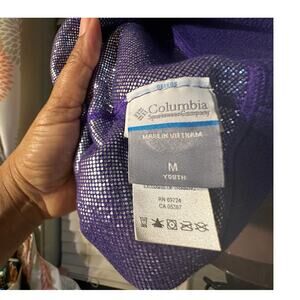 Columbia
Sportswear Company
MADE IN VIETNAM
M
YOUTH
RN 69724
CA 05367